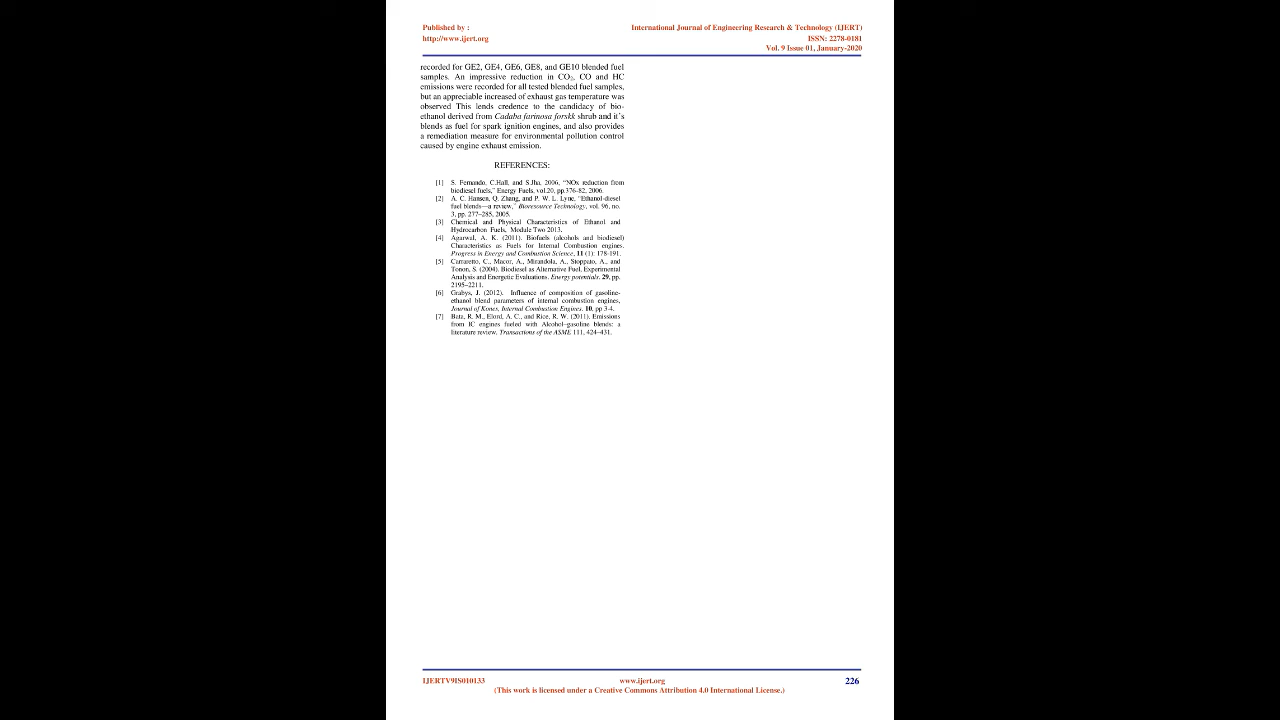 Published by :
International Journal of Engineering Research & Technology (IJERT)
http://www.ijert.org
ISSN: 2278-0181
Vol. 9 Issue 01, January-2020
recorded for GE2, GE4, GE6, GE8, and GE10 blended fuel
samples. An impressive reduction in CO₂, CO and HC
emissions were recorded for all tested blended fuel samples,
but an appreciable increased of exhaust gas temperature was
observed This lends credence to the candidacy of bio-
ethanol derived from Cadaba farinosa forskk shrub and it's
blends as fuel for spark ignition engines, and also provides
a remediation measure for environmental pollution control
caused by engine exhaust emission.
REFERENCES:
[1] S. Fernando, C.Hall, and S.Jha, 2006, "NOx reduction from
biodiesel fuels," Energy Fuels, vol.20, pp.376-82, 2006.
[2] A. C. Hansen, Q. Zhang, and P. W. L. Lyne, "Ethanol-diesel
fuel blends—a review," Bioresource Technology, vol. 96, no.
3, pp. 277–285, 2005.
[3] Chemical and Physical Characteristics of Ethanol and
Hydrocarbon Fuels, Module Two 2013.
[4] Agarwal, A. K. (2011). Biofuels (alcohols and biodiesel)
Characteristics as Fuels for Internal Combustion engines.
Progress in Energy and Combustion Science, 11 (1): 178-191.
[5] Carraretto, C., Macor, A., Mirandola, A., Stoppato, A., and
Tonon, S. (2004). Biodiesel as Alternative Fuel. Experimental
Analysis and Energetic Evaluations. Energy potentials. 29, pp.
2195–2211.
[6] Grabys, J. (2012). Influence of composition of gasoline-
ethanol blend parameters of internal combustion engines,
Journal of Kones, Internal Combustion Engines. 10, pp 3-4.
[7] Bata, R. M., Elord, A. C., and Rice, R. W. (2011). Emissions
from IC engines fueled with Alcohol–gasoline blends: a
literature review. Transactions of the ASME 111, 424–431.
IJERTV9IS010133
www.ijert.org
226
(This work is licensed under a Creative Commons Attribution 4.0 International License.)